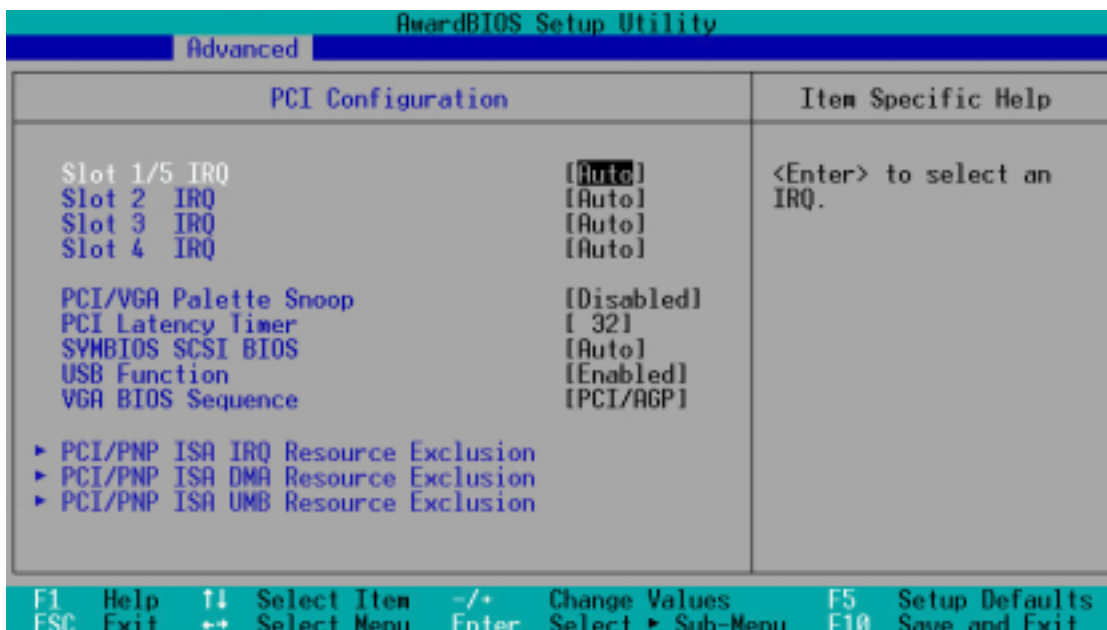 AwardBIOS Setup Utility
Advanced
PCI Configuration
Item Specific Help
Slot 1/5 IRQ [Auto]
Slot 2 IRQ [Auto]
Slot 3 IRQ [Auto]
Slot 4 IRQ [Auto]
<Enter> to select an
IRQ.
PCI/VGA Palette Snoop [Disabled]
PCI Latency Timer [ 32]
SYMBIOS SCSI BIOS [Auto]
USB Function [Enabled]
VGA BIOS Sequence [PCI/AGP]
► PCI/PNP ISA IRQ Resource Exclusion
► PCI/PNP ISA DMA Resource Exclusion
► PCI/PNP ISA UMB Resource Exclusion
F1 Help ↑↓ Select Item -/+ Change Values F5 Setup Defaults
ESC Exit ←→ Select Menu Enter Select ► Sub-Menu F10 Save and Exit